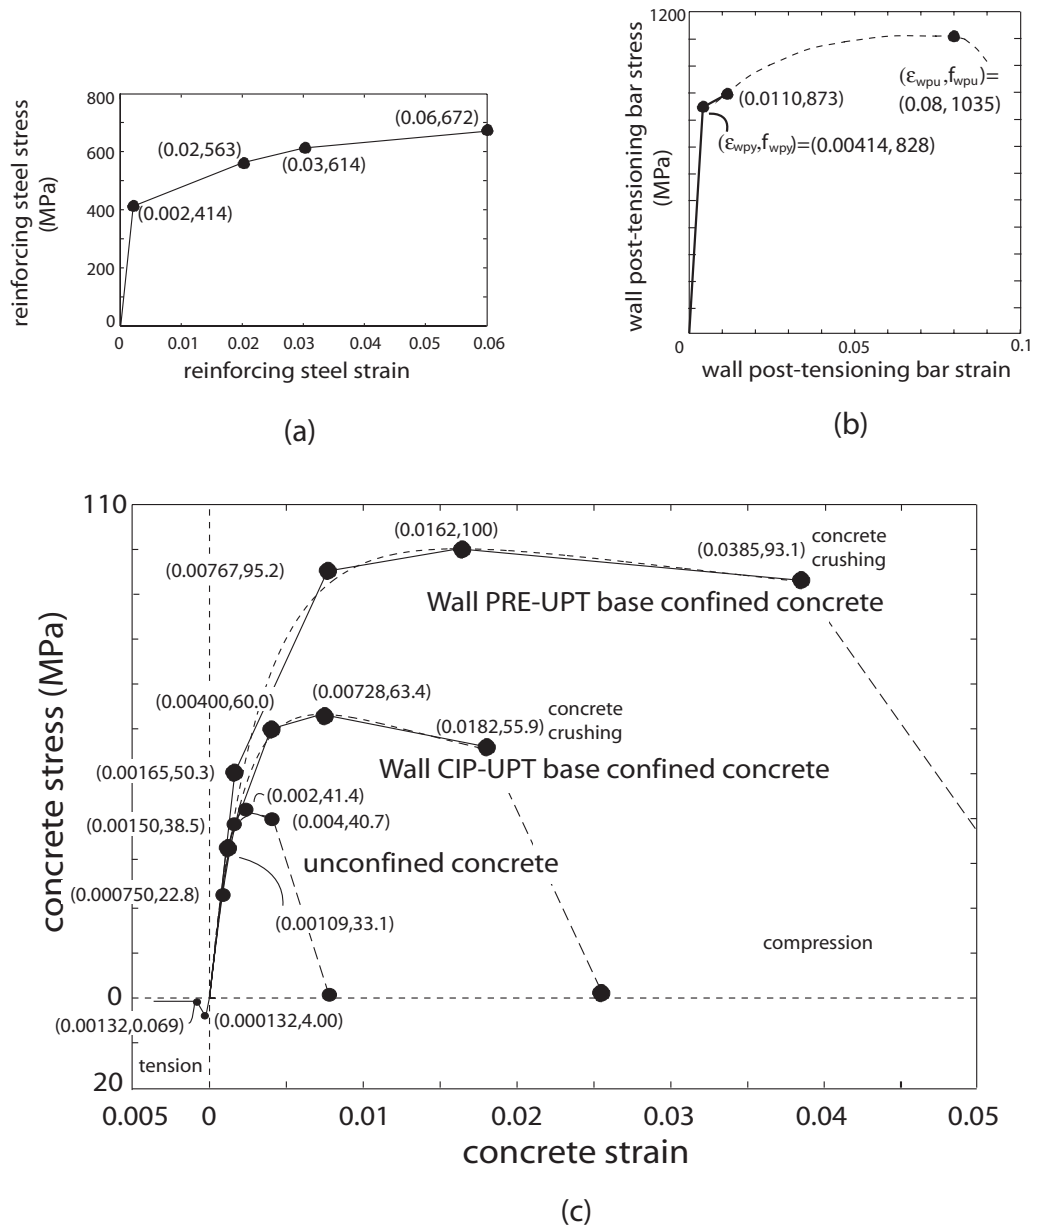 800
600
400
200
0
reinforcing steel stress
(MPa)
(0.06,672)
(0.02,563)
(0.03,614)
(0.002,414)
0 0.01 0.02 0.03 0.04 0.05 0.06
reinforcing steel strain
(a)
1200
wall post-tensioning bar stress
(MPa)
(εwpu,fwpu)=
(0.08, 1035)
(0.0110,873)
(εwpy,fwpy)=(0.00414, 828)
0 0.05 0.1
wall post-tensioning bar strain
(b)
110
0
20
concrete stress (MPa)
(0.0162,100)
concrete
crushing
(0.0385,93.1)
(0.00767,95.2)
Wall PRE-UPT base confined concrete
(0.00400,60.0)
(0.00728,63.4)
(0.0182,55.9)
concrete
crushing
(0.00165,50.3)
Wall CIP-UPT base confined concrete
(0.002,41.4)
(0.00150,38.5)
(0.004,40.7)
unconfined concrete
(0.000750,22.8)
(0.00109,33.1)
compression
(0.00132,0.069)
(0.000132,4.00)
tension
0.005 0 0.01 0.02 0.03 0.04 0.05
concrete strain
(c)